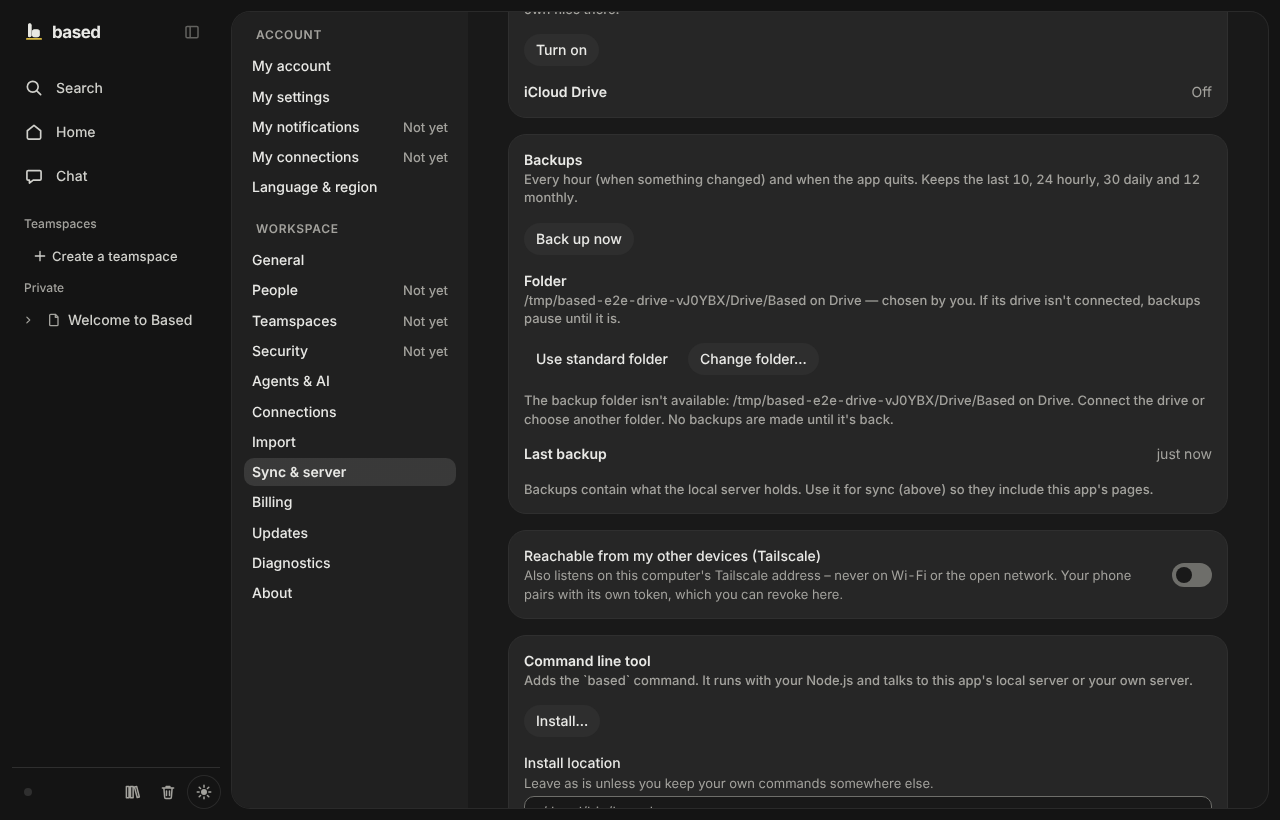 based
Search
Home
Chat
Teamspaces
Create a teamspace
Private
Welcome to Based
ACCOUNT
My account
My settings
My notifications Not yet
My connections Not yet
Language & region
WORKSPACE
General
People Not yet
Teamspaces Not yet
Security Not yet
Agents & AI
Connections
Import
Sync & server
Billing
Updates
Diagnostics
About
Turn on
iCloud Drive Off
Backups
Every hour (when something changed) and when the app quits. Keeps the last 10, 24 hourly, 30 daily and 12
monthly.
Back up now
Folder
/tmp/based-e2e-drive-vJ0YBX/Drive/Based on Drive — chosen by you. If its drive isn't connected, backups
pause until it is.
Use standard folder Change folder...
The backup folder isn't available: /tmp/based-e2e-drive-vJ0YBX/Drive/Based on Drive. Connect the drive or
choose another folder. No backups are made until it's back.
Last backup just now
Backups contain what the local server holds. Use it for sync (above) so they include this app's pages.
Reachable from my other devices (Tailscale)
Also listens on this computer's Tailscale address – never on Wi-Fi or the open network. Your phone
pairs with its own token, which you can revoke here.
Command line tool
Adds the `based` command. It runs with your Node.js and talks to this app's local server or your own server.
Install...
Install location
Leave as is unless you keep your own commands somewhere else.